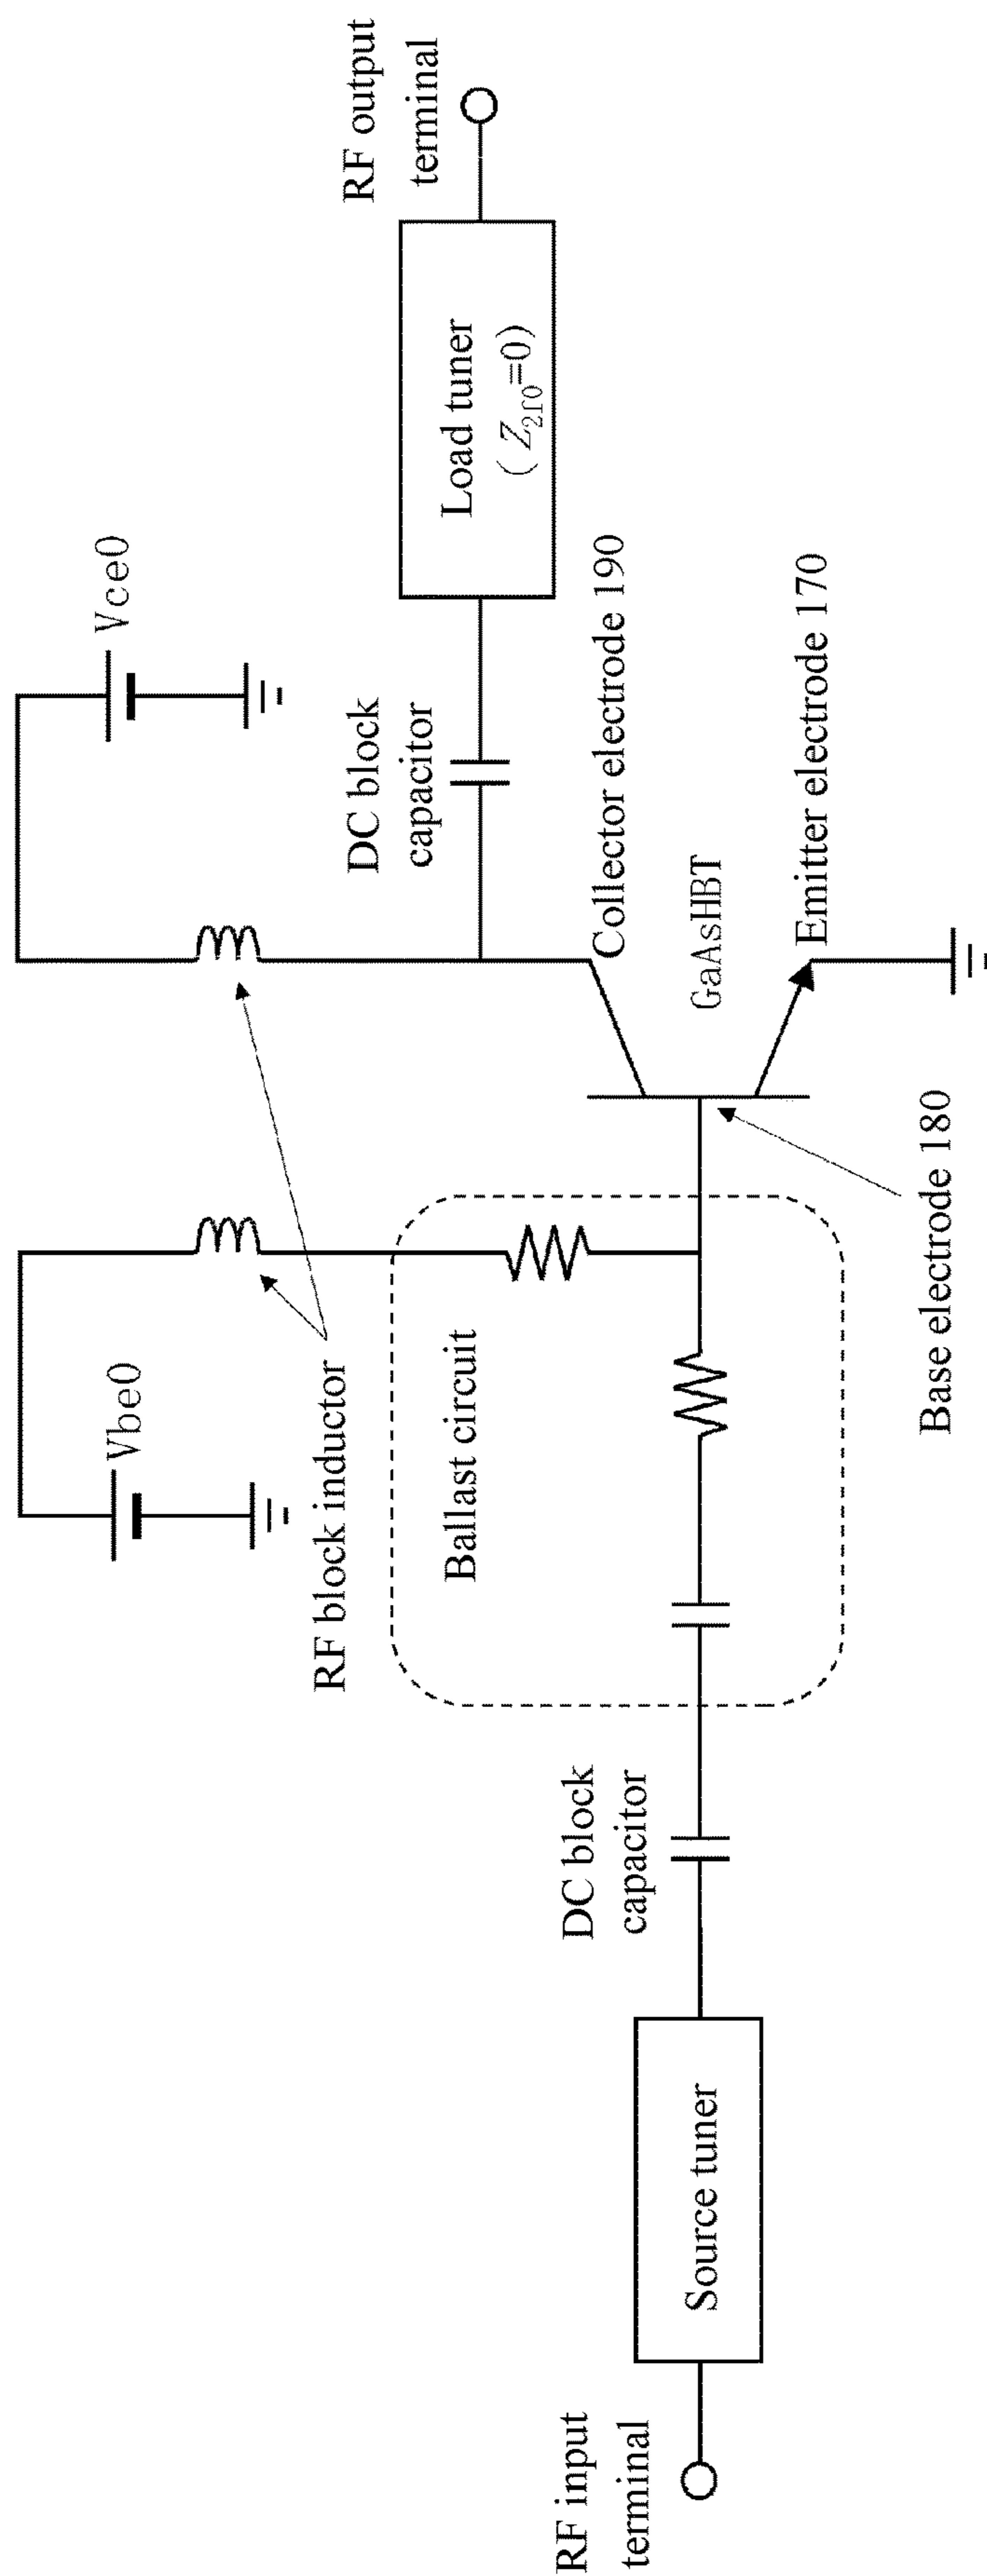 Vbe0
Vce0
RF block inductor
DC block
capacitor
RF output
terminal
Load tuner
( Z2f0=0)
Ballast circuit
Collector electrode 190
GaAsHBT
Emitter electrode 170
Base electrode 180
DC block
capacitor
Source tuner
RF input
terminal